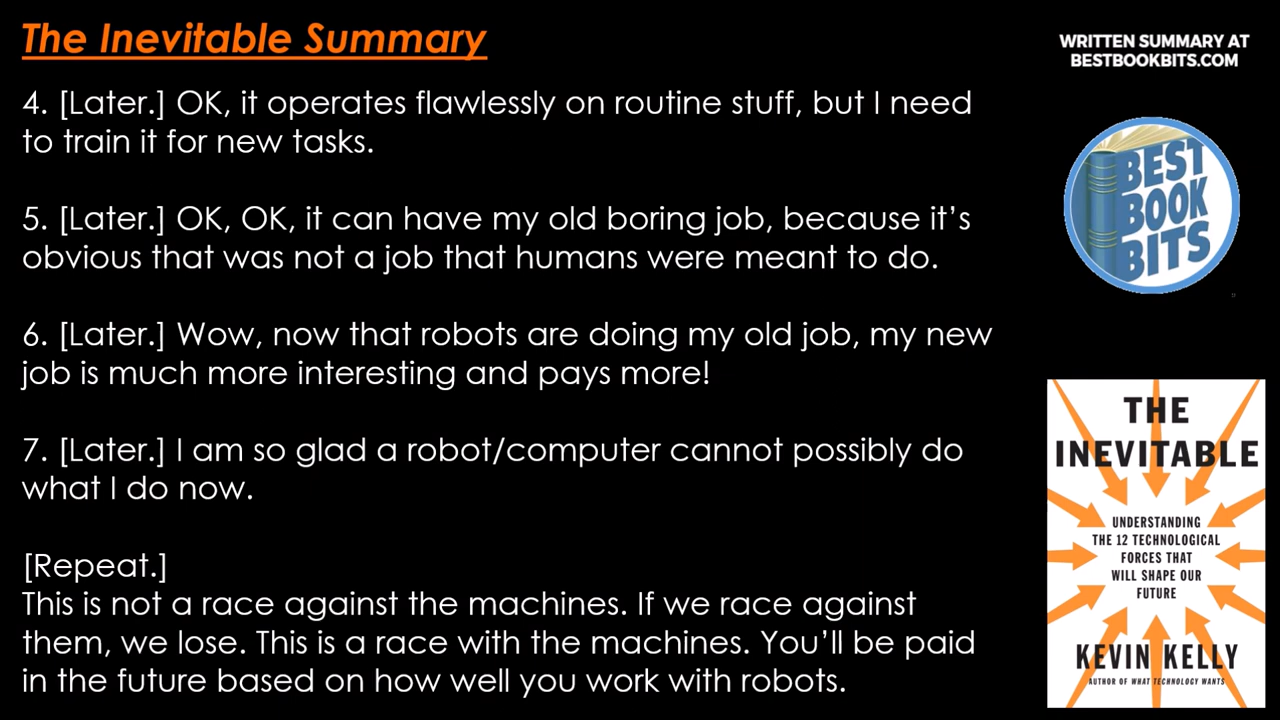 The Inevitable Summary
4. [Later.] OK, it operates flawlessly on routine stuff, but I need
to train it for new tasks.
5. [Later.] OK, OK, it can have my old boring job, because it’s
obvious that was not a job that humans were meant to do.
6. [Later.] Wow, now that robots are doing my old job, my new
job is much more interesting and pays more!
7. [Later.] I am so glad a robot/computer cannot possibly do
what I do now.
[Repeat.]
This is not a race against the machines. If we race against
them, we lose. This is a race with the machines. You’ll be paid
in the future based on how well you work with robots.
WRITTEN SUMMARY AT
BESTBOOKBITS.COM
BEST
BOOK
BITS
THE
INEVITABLE
UNDERSTANDING
THE 12 TECHNOLOGICAL
FORCES THAT
WILL SHAPE OUR
FUTURE
KEVIN KELLY
AUTHOR OF WHAT TECHNOLOGY WANTS